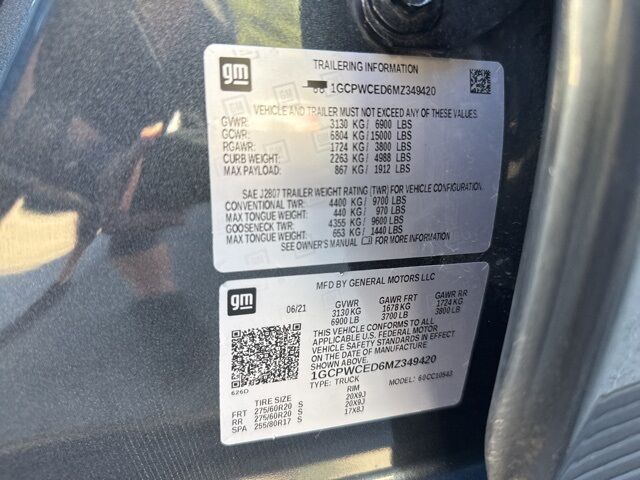 gm
TRAILERING INFORMATION
1GCPWCED6MZ349420
VEHICLE AND TRAILER MUST NOT EXCEED ANY OF THESE VALUES.
GVWR: 3130 KG/ 6900 LBS
GCWR: 6804 KG/ 15000 LBS
RGAWR: 1724 KG/ 3800 LBS
CURB WEIGHT: 2263 KG/ 4988 LBS
MAX PAYLOAD: 867 KG/ 1912 LBS
SAE J2807 TRAILER WEIGHT RATING (TWR) FOR VEHICLE CONFIGURATION.
CONVENTIONAL TWR: 4400 KG/ 9700 LBS
MAX TONGUE WEIGHT: 440 KG/ 970 LBS
GOOSENECK TWR: 4355 KG/ 9600 LBS
MAX TONGUE WEIGHT: 653 KG/ 1440 LBS
SEE OWNER'S MANUAL FOR MORE INFORMATION
gm
MFD BY GENERAL MOTORS LLC
06/21 GVWR GAWR FRT GAWR RR
3130KG 1678 KG 1724 KG
6900 LB 3700 LB 3800 LB
THIS VEHICLE CONFORMS TO ALL
APPLICABLE U.S. FEDERAL MOTOR
VEHICLE SAFETY STANDARDS IN EFFECT
ON THE DATE OF MANUFACTURE
1GCPWCED6MZ349420
626D
TYPE: TRUCK MODEL: 60CC10543
TIRE SIZE RIM
FRT 275/60R20 S 20X9J
RR 275/60R20 S 20X9J
SPA 255/80R17 S 17X8J